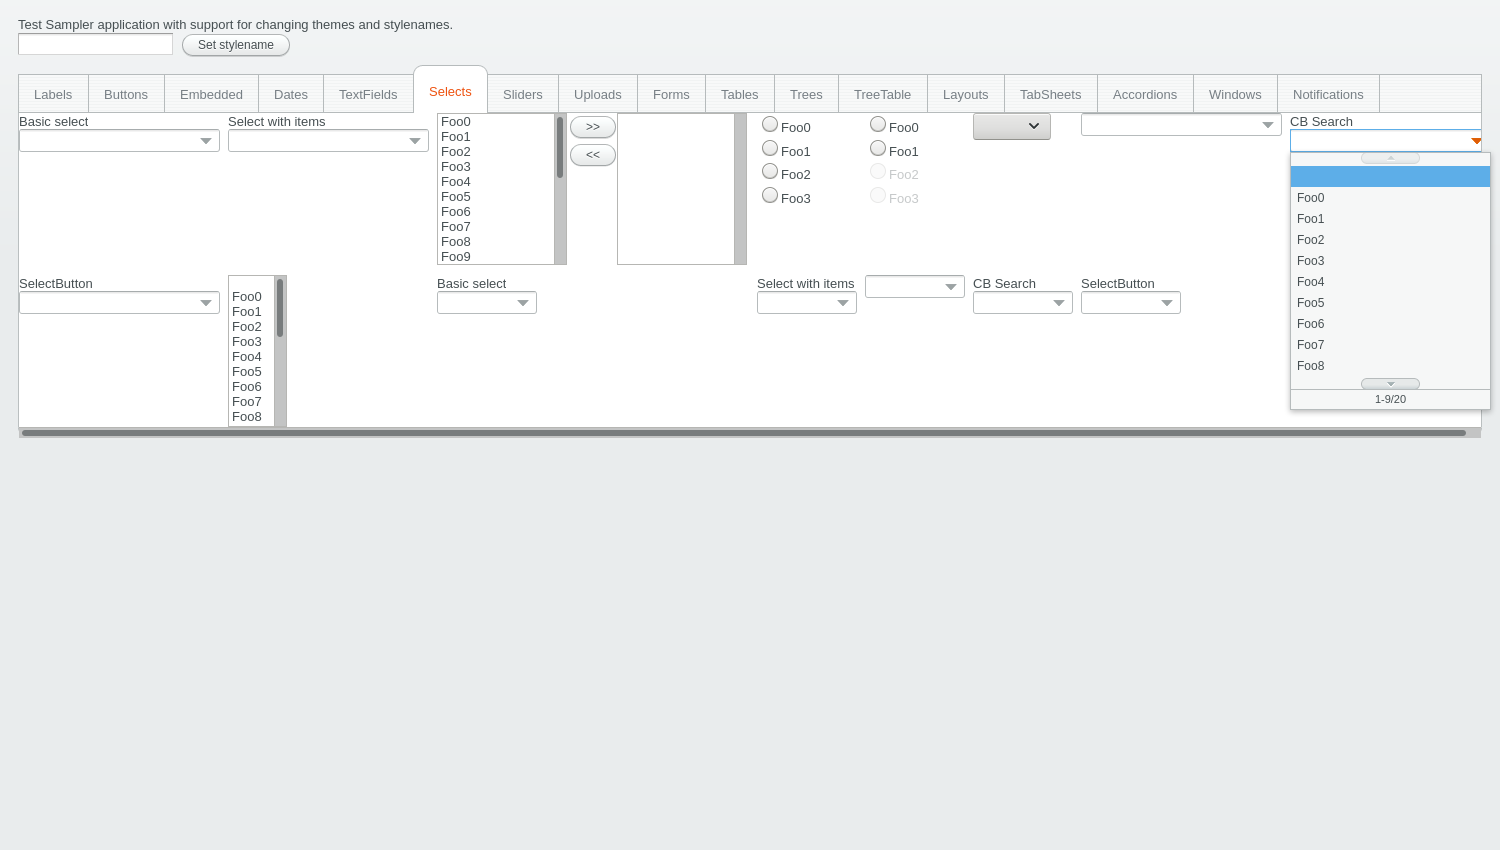 Test Sampler application with support for changing themes and stylenames.
Set stylename
Labels Buttons Embedded Dates TextFields Selects Sliders Uploads Forms Tables Trees TreeTable Layouts TabSheets Accordions Windows Notifications
Basic select
Select with items
Foo0
Foo1
Foo2
Foo3
Foo4
Foo5
Foo6
Foo7
Foo8
Foo9
>>
<<
Foo0
Foo1
Foo2
Foo3
Foo0
Foo1
Foo2
Foo3
CB Search
Foo0
Foo1
Foo2
Foo3
Foo4
Foo5
Foo6
Foo7
Foo8
1-9/20
SelectButton
Foo0
Foo1
Foo2
Foo3
Foo4
Foo5
Foo6
Foo7
Foo8
Basic select
Select with items
CB Search
SelectButton